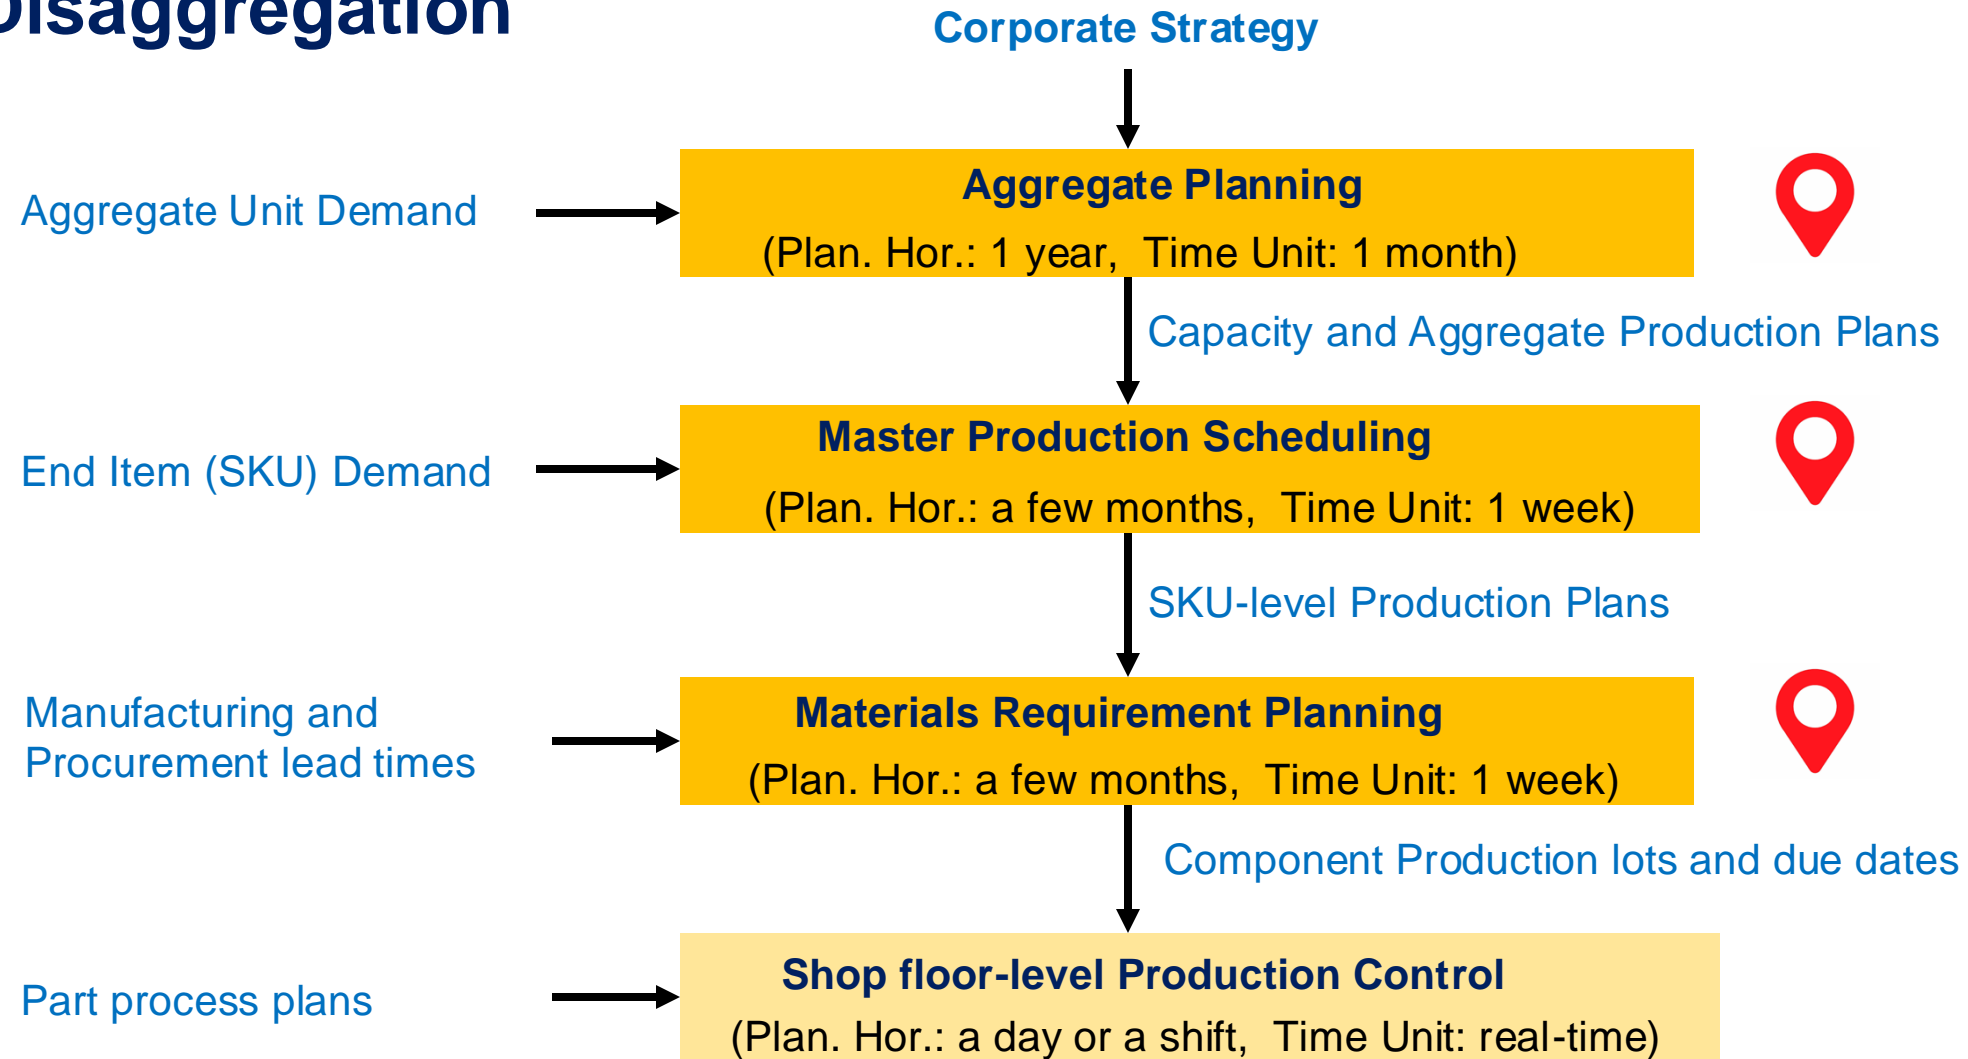 Disaggregation
Corporate Strategy
Aggregate Unit Demand
Aggregate Planning
(Plan. Hor.: 1 year, Time Unit: 1 month)
Capacity and Aggregate Production Plans
End Item (SKU) Demand
Master Production Scheduling
(Plan. Hor.: a few months, Time Unit: 1 week)
SKU-level Production Plans
Manufacturing and
Procurement lead times
Materials Requirement Planning
(Plan. Hor.: a few months, Time Unit: 1 week)
Component Production lots and due dates
Part process plans
Shop floor-level Production Control
(Plan. Hor.: a day or a shift, Time Unit: real-time)